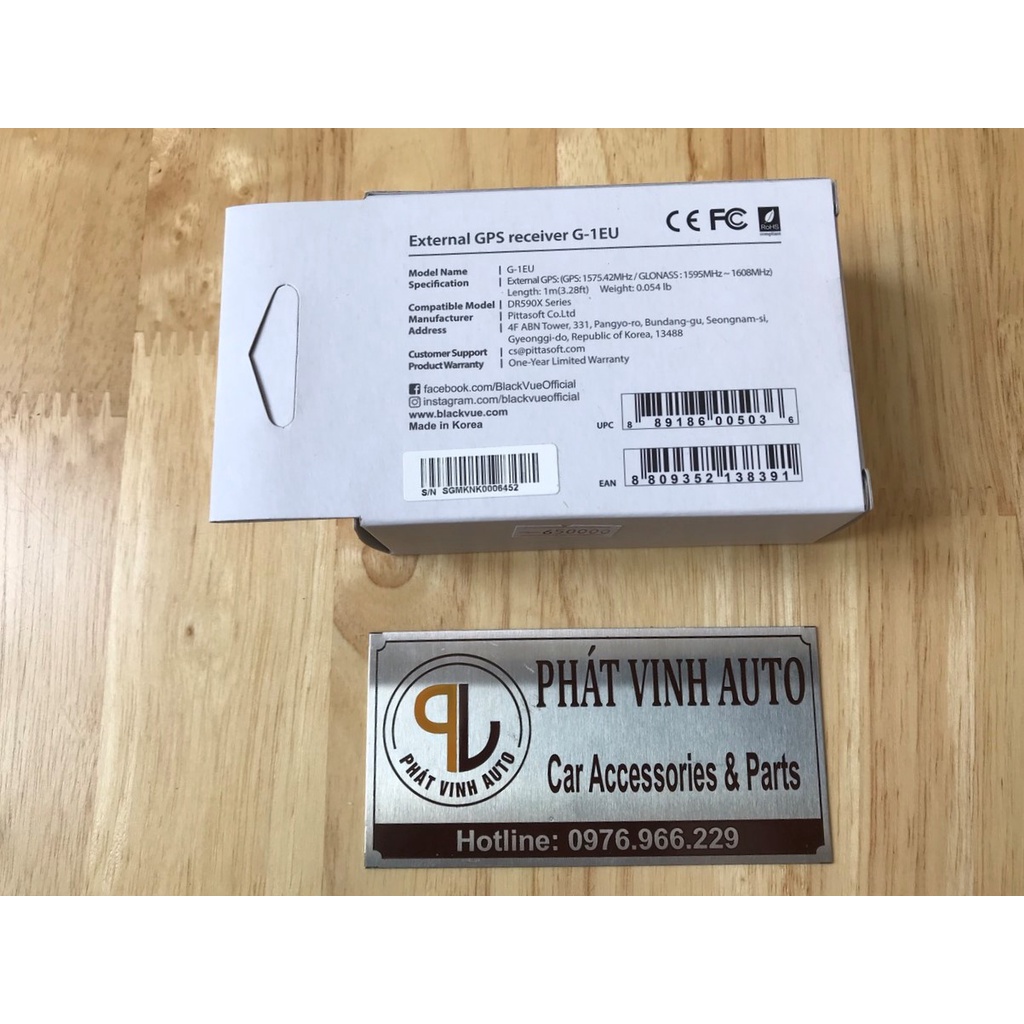 External GPS receiver G-1EU
CE FC
RoHS
compliant
Model Name | G-1EU
Specification | External GPS: (GPS: 1575.42MHz / GLONASS : 1595MHz ~ 1608MHz)
Length: 1m(3.28ft) Weight: 0.054 lb
Compatible Model | DR590X Series
Manufacturer | Pittasoft Co.Ltd
Address | 4F ABN Tower, 331, Pangyo-ro, Bundang-gu, Seongnam-si,
Gyeonggi-do, Republic of Korea, 13488
Customer Support | cs@pittasoft.com
Product Warranty | One-Year Limited Warranty
facebook.com/BlackVueOfficial
instagram.com/blackvueofficial
www.blackvue.com
Made in Korea
UPC 8 89186 00503 6
S/N SGMKNK0006452
EAN 8 809352 138391
PHÁT VINH AUTO
PHÁT VINH AUTO
Car Accessories & Parts
Hotline: 0976.966.229